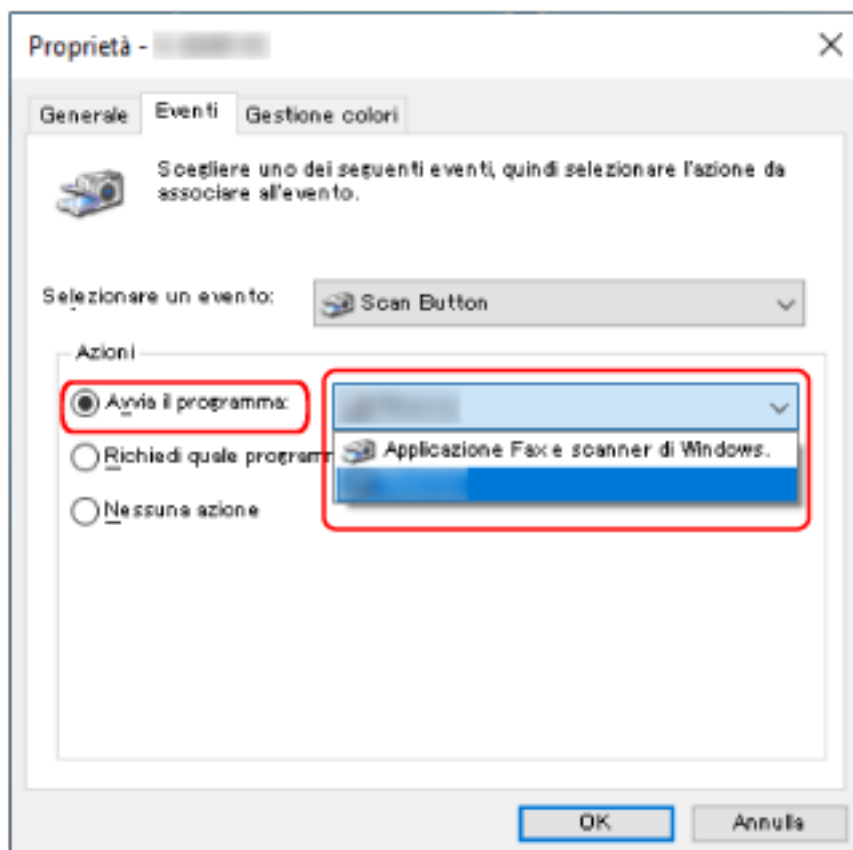 Proprietà -
Generale Eventi Gestione colori
Scegliere uno dei seguenti eventi, quindi selezionare l'azione da
associare all'evento.
Selezionare un evento: Scan Button
Azioni
Avvia il programma:
Applicazione Fax e scanner di Windows.
Richiedi quale programm
Nessuna azione
OK Annulla